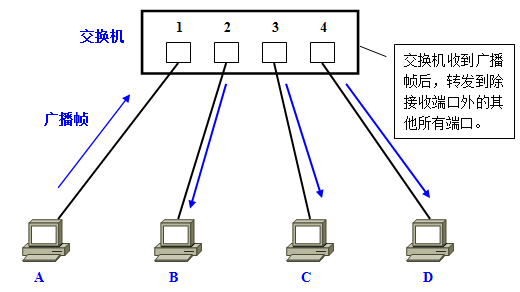 交换机
1 2 3 4
交换机收到广播
帧后，转发到除
接收端口外的其
他所有端口。
广播帧
A B C D